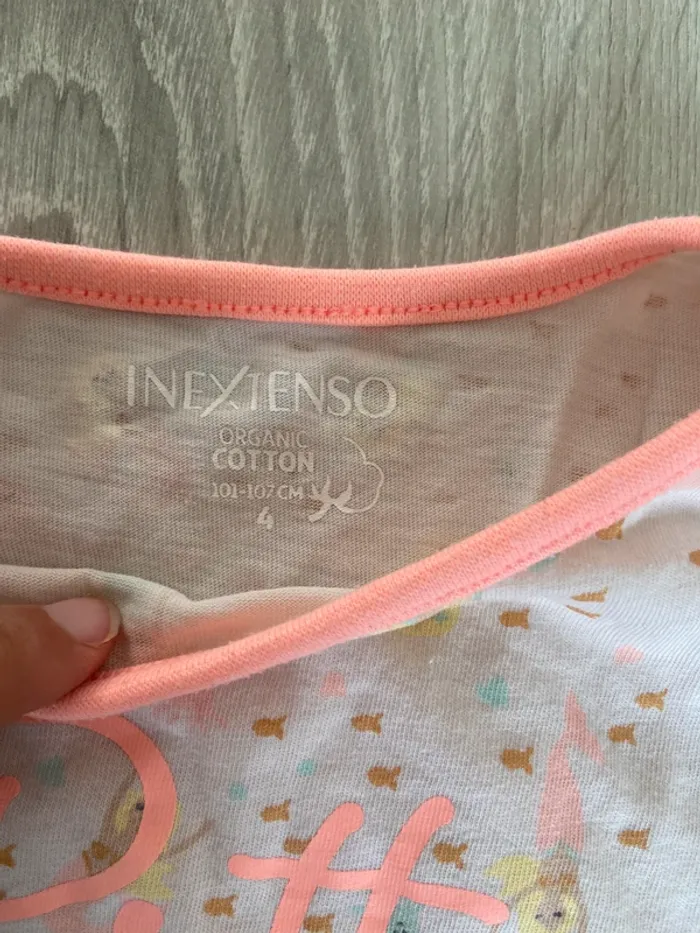 INEXTENSO
ORGANIC
COTTON
101-107 CM
4